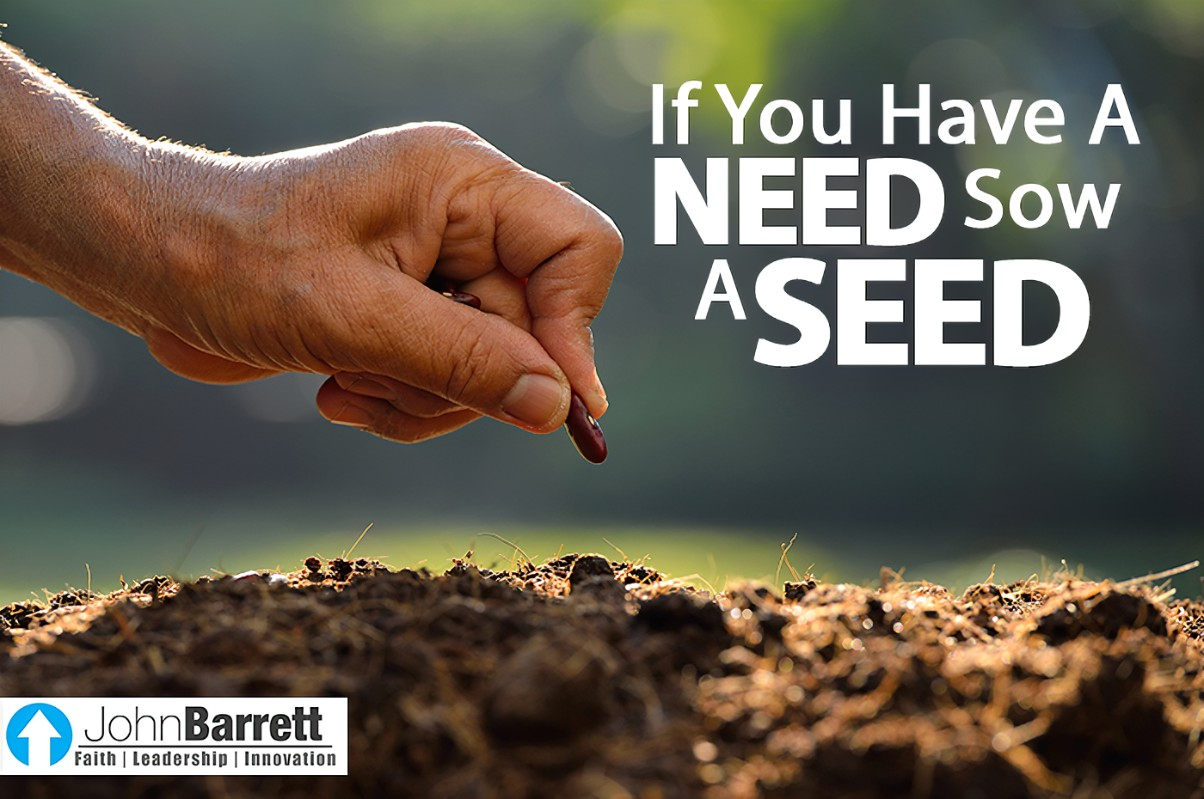 If You Have A
NEED Sow
A SEED
JohnBarrett
Faith | Leadership | Innovation